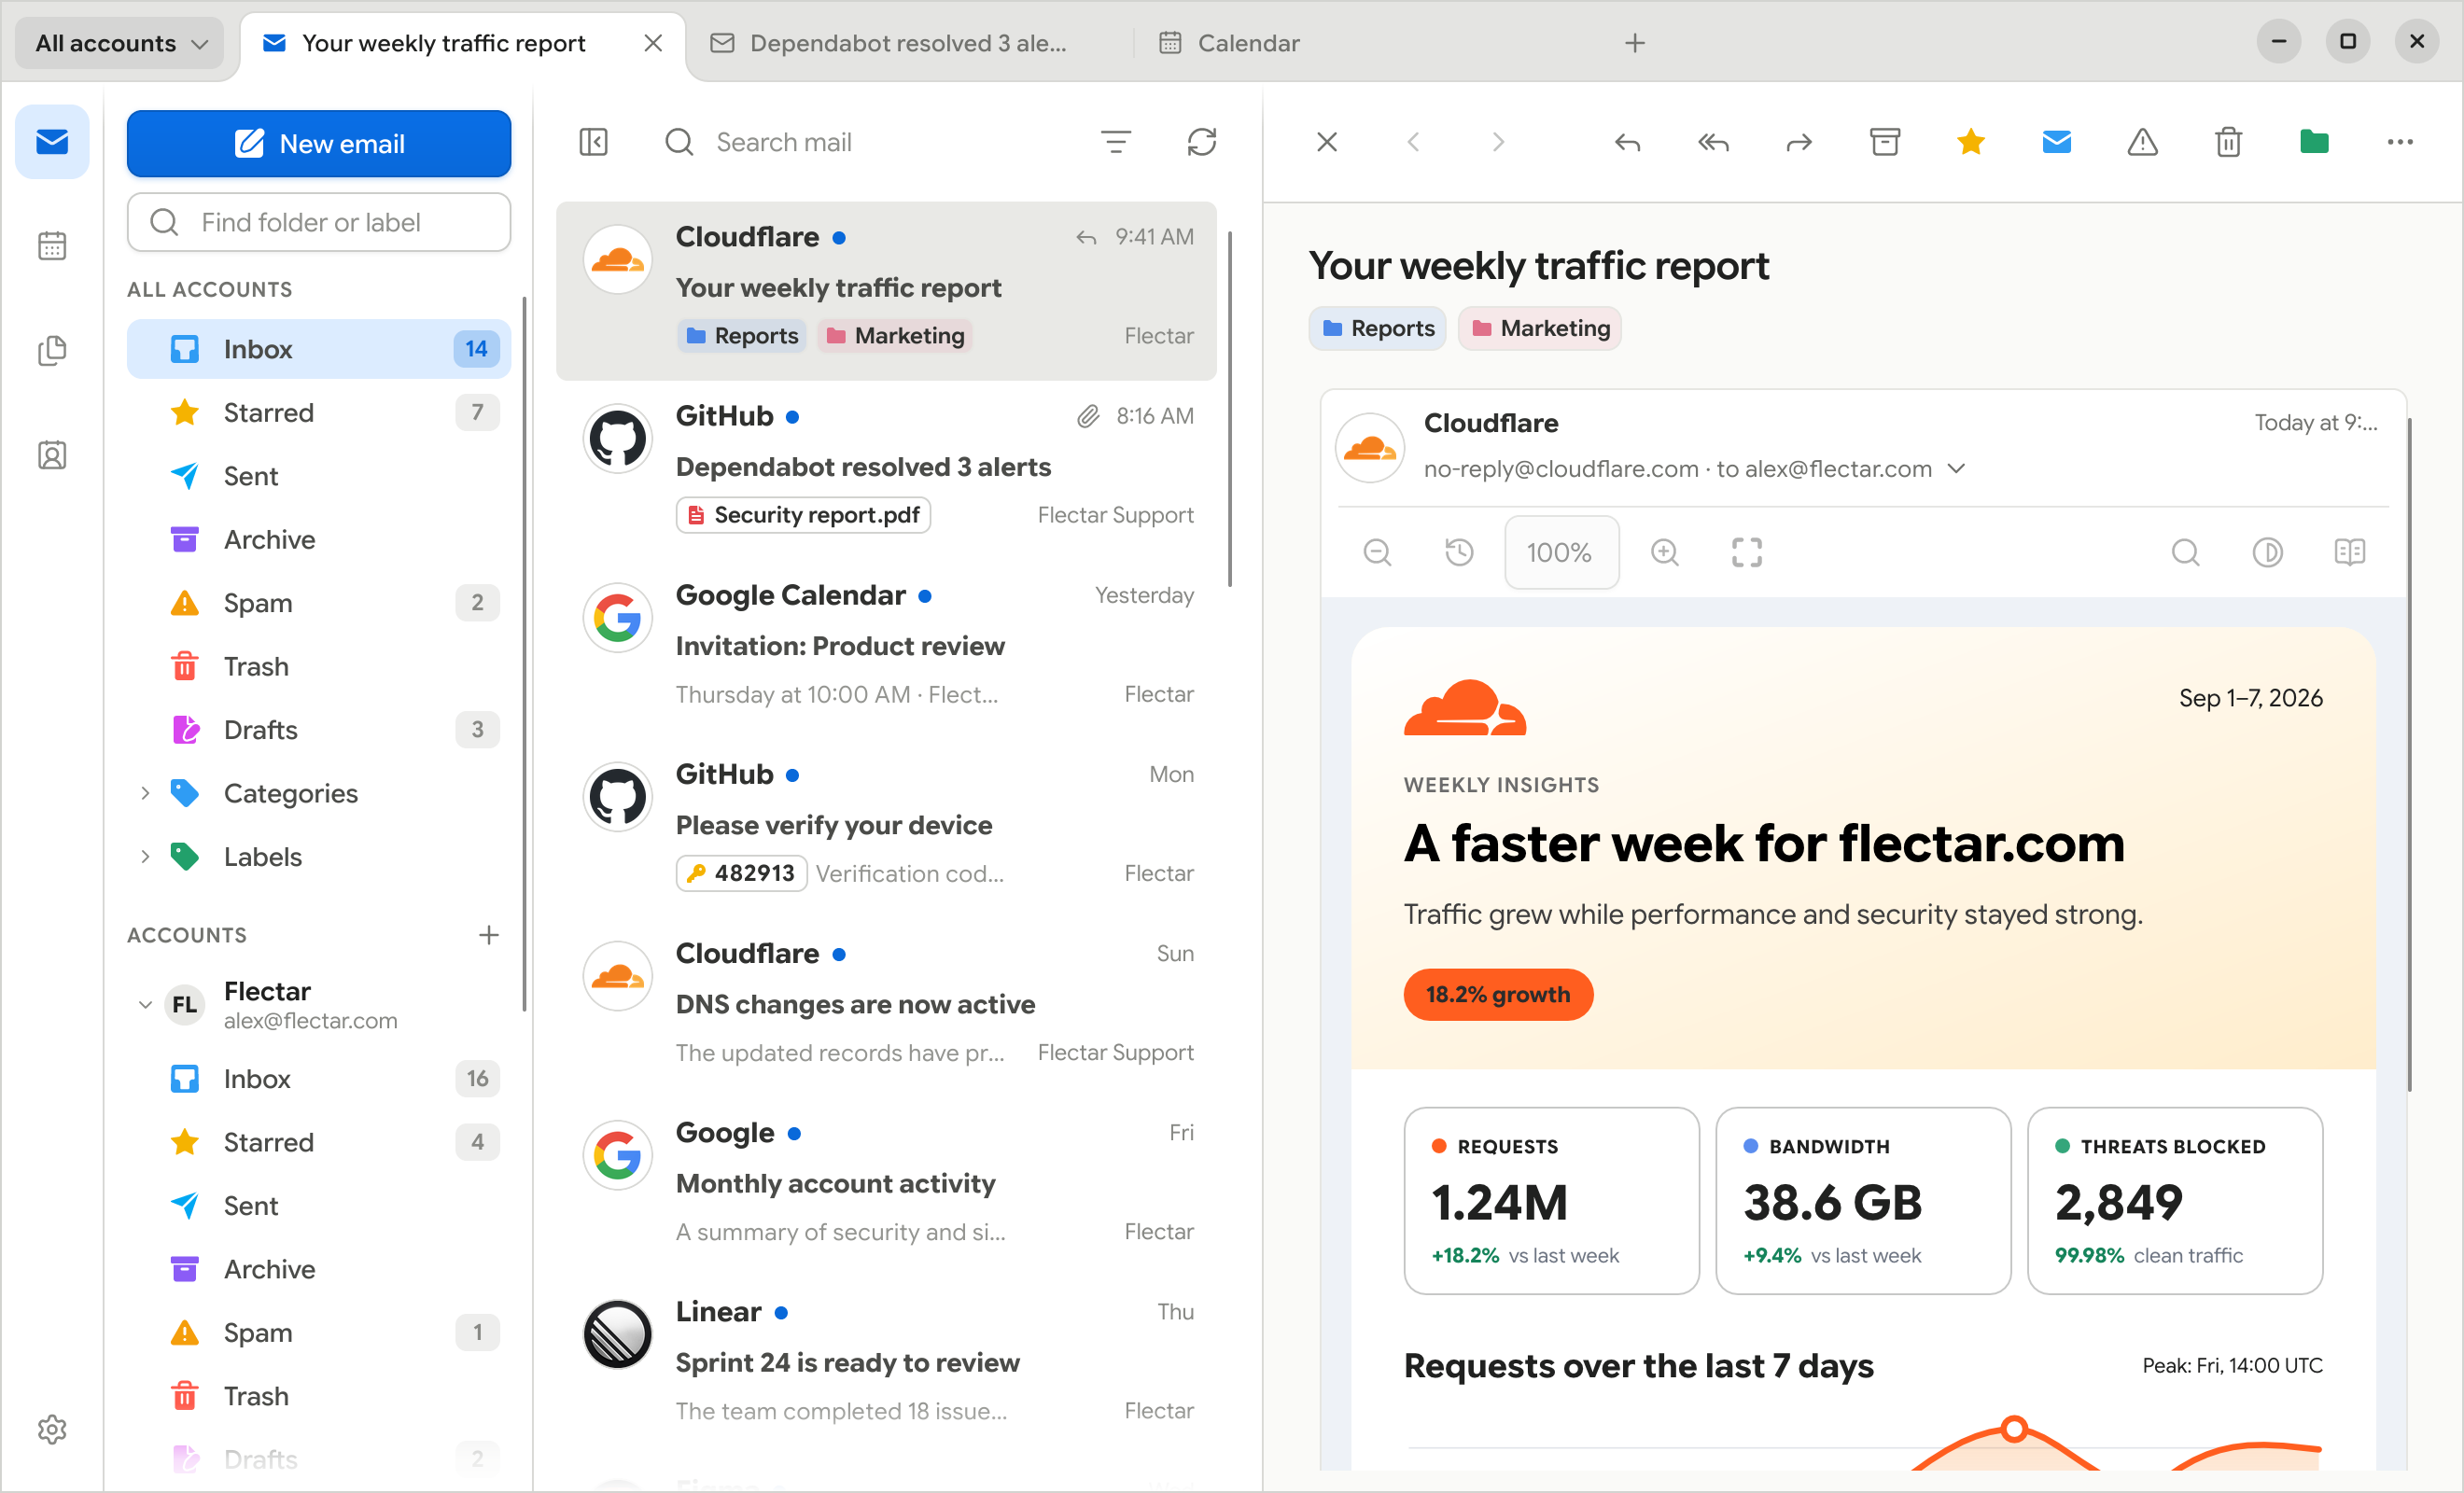 All accounts
Your weekly traffic report
Dependabot resolved 3 ale...
Calendar
New email
Find folder or label
ALL ACCOUNTS
Inbox 14
Starred 7
Sent
Archive
Spam 2
Trash
Drafts 3
Categories
Labels
ACCOUNTS
FL Flectar
alex@flectar.com
Inbox 16
Starred 4
Sent
Archive
Spam 1
Trash
Drafts 2
Search mail
Cloudflare 9:41 AM
Your weekly traffic report
Reports Marketing Flectar
GitHub 8:16 AM
Dependabot resolved 3 alerts
Security report.pdf Flectar Support
Google Calendar Yesterday
Invitation: Product review
Thursday at 10:00 AM · Flect... Flectar
GitHub Mon
Please verify your device
482913 Verification cod... Flectar
Cloudflare Sun
DNS changes are now active
The updated records have pr... Flectar Support
Google Fri
Monthly account activity
A summary of security and si... Flectar
Linear Thu
Sprint 24 is ready to review
The team completed 18 issue... Flectar
Your weekly traffic report
Reports Marketing
Cloudflare Today at 9:...
no-reply@cloudflare.com · to alex@flectar.com
100%
Sep 1–7, 2026
WEEKLY INSIGHTS
A faster week for flectar.com
Traffic grew while performance and security stayed strong.
18.2% growth
REQUESTS
1.24M
+18.2% vs last week
BANDWIDTH
38.6 GB
+9.4% vs last week
THREATS BLOCKED
2,849
99.98% clean traffic
Requests over the last 7 days
Peak: Fri, 14:00 UTC